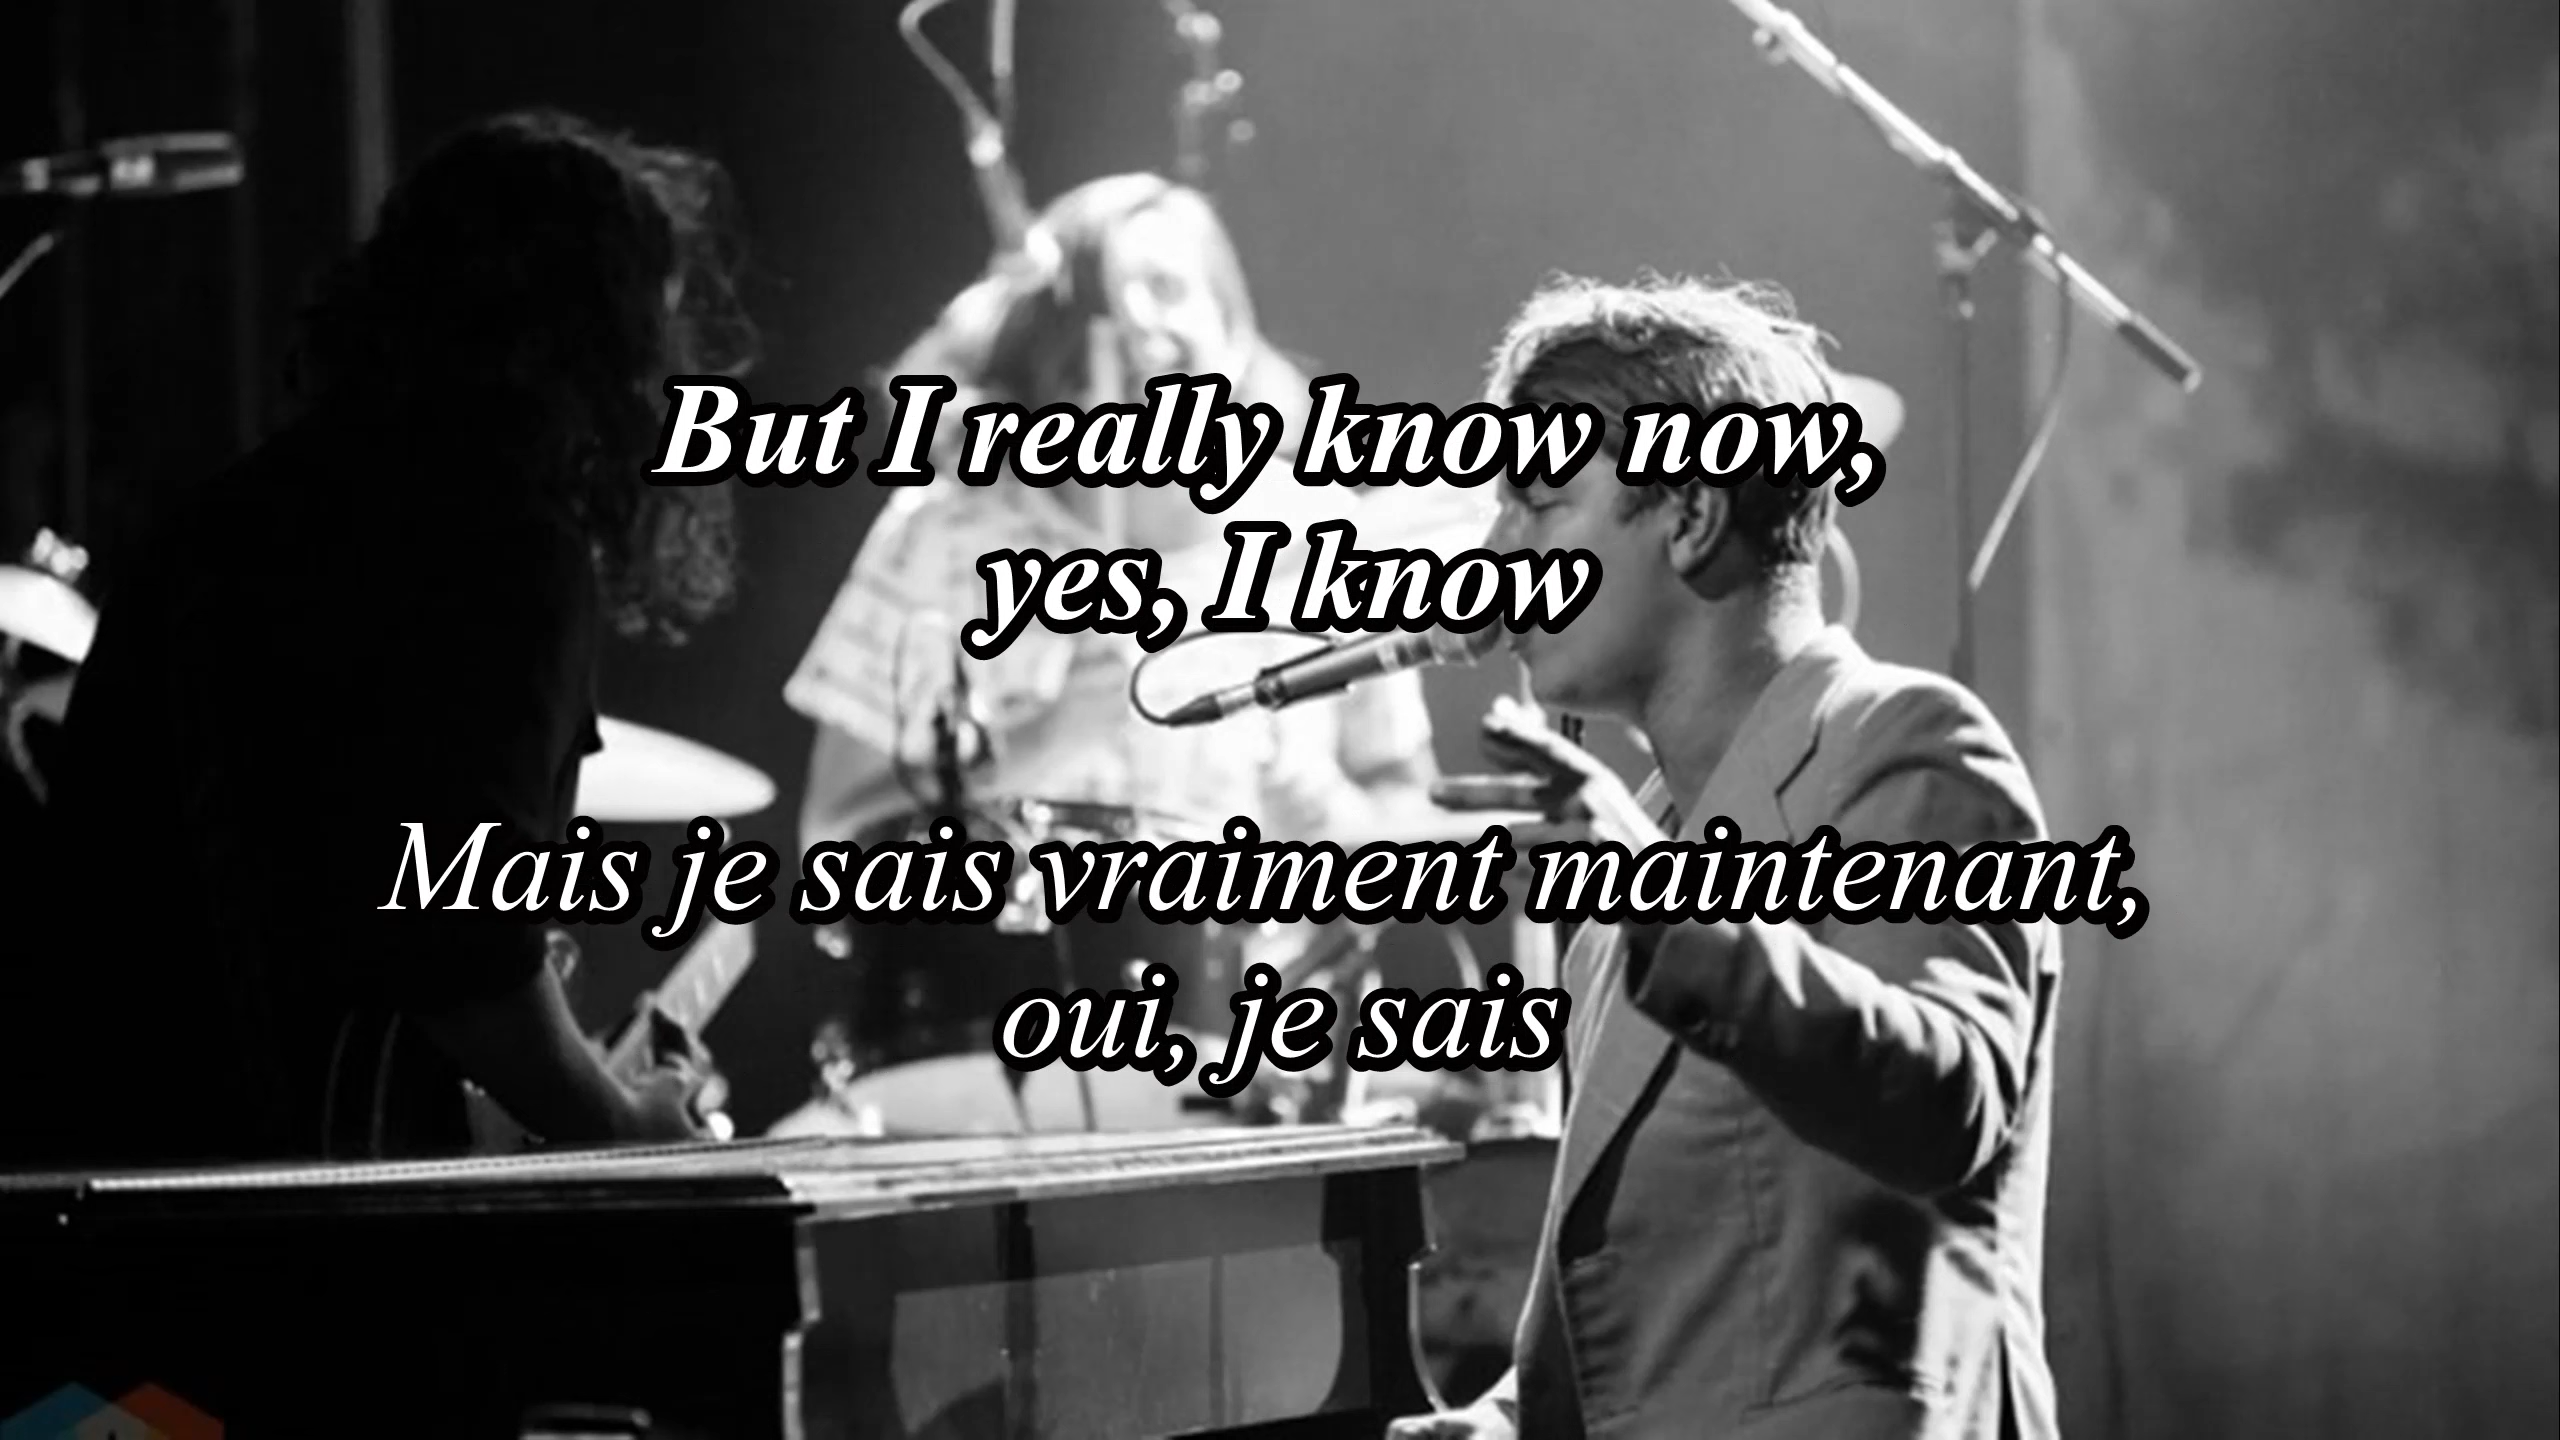 But I really know now,
yes, I know
Mais je sais vraiment maintenant,
oui, je sais